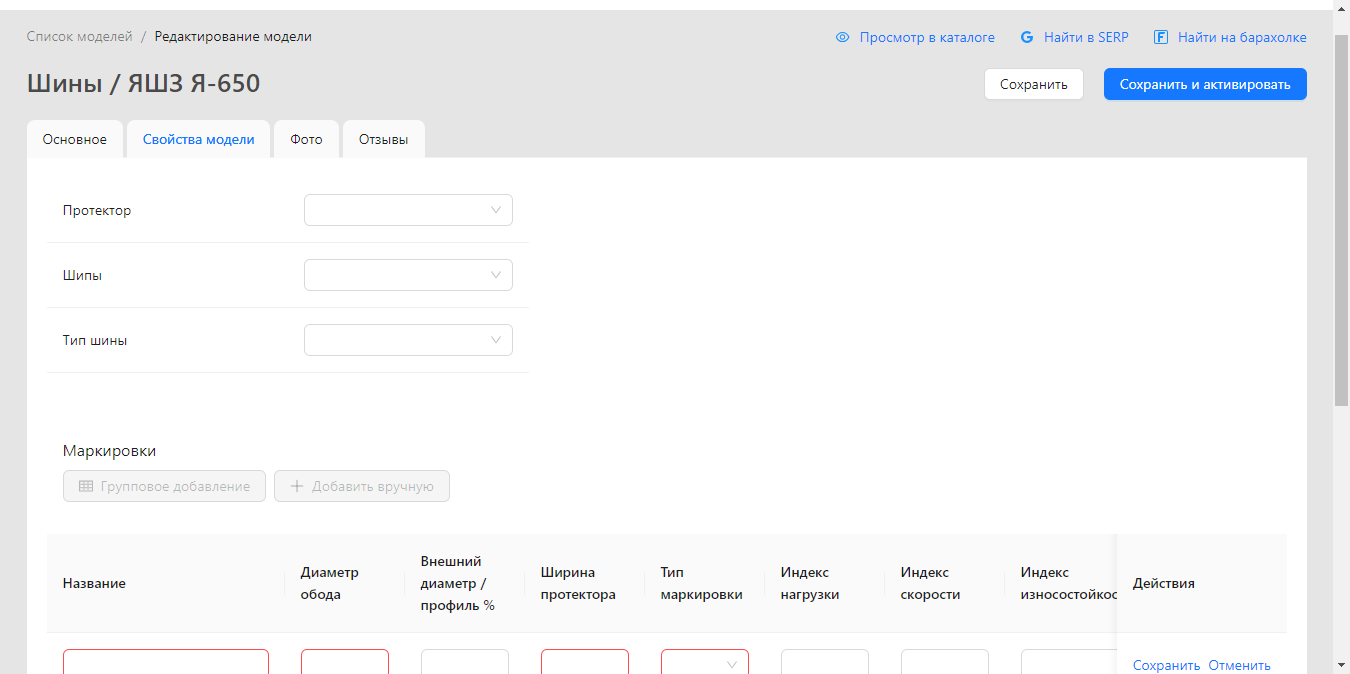 Список моделей / Редактирование модели
Просмотр в каталоге
Найти в SERP
Найти на барахолке
Шины / ЯШЗ Я-650
Сохранить
Сохранить и активировать
Основное
Свойства модели
Фото
Отзывы
Протектор
Шипы
Тип шины
Маркировки
Групповое добавление
Добавить вручную
Название
Диаметр
обода
Внешний
диаметр /
профиль %
Ширина
протектора
Тип
маркировки
Индекс
нагрузки
Индекс
скорости
Индекс
износостойкос
Действия
Сохранить Отменить